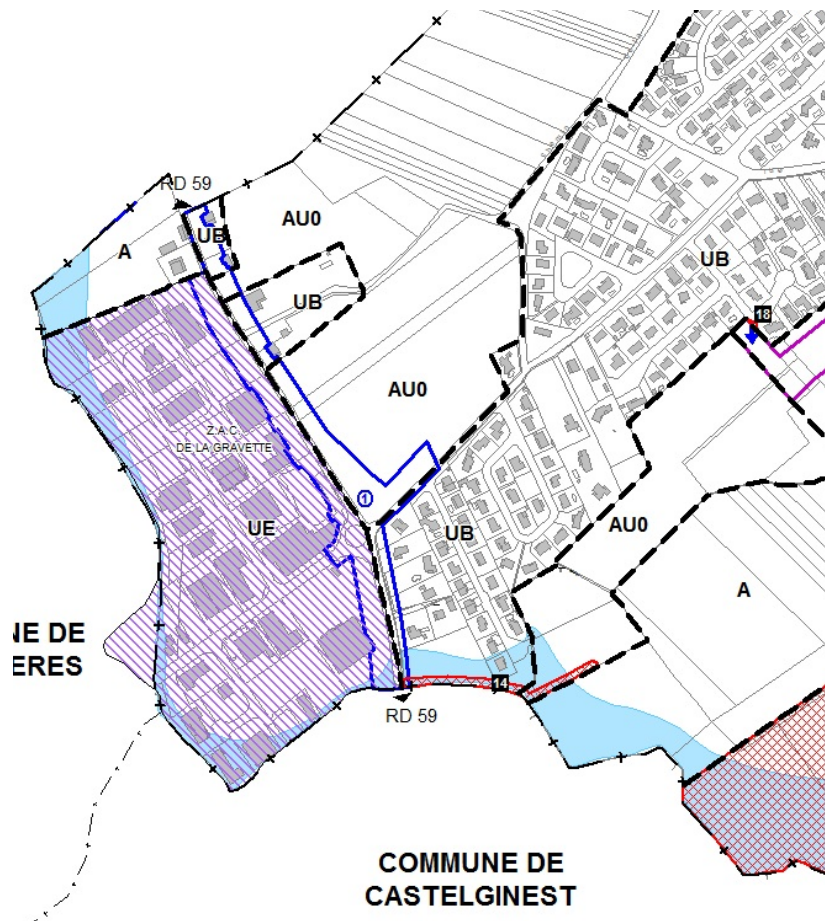 RD 59
AU0
UB
A
UB
UB
18
AU0
Z.A.C.
DE LA GRAVETTE
1
UE
UB
AU0
A
NE DE
ERES
14
RD 59
COMMUNE DE
CASTELGINEST